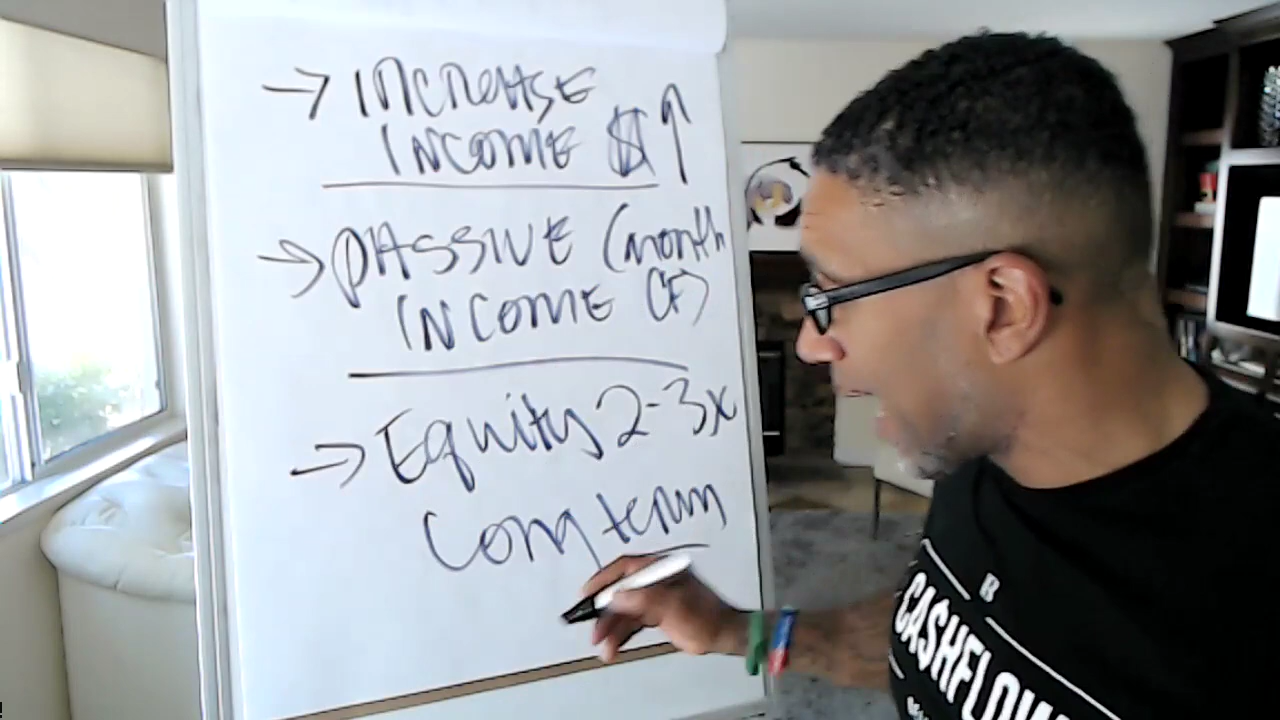 → INCREASE
INCOME $ ↑
→ PASSIVE (month
INCOME CF)
→ Equity 2-3x
Long term
B
CASHFLOW